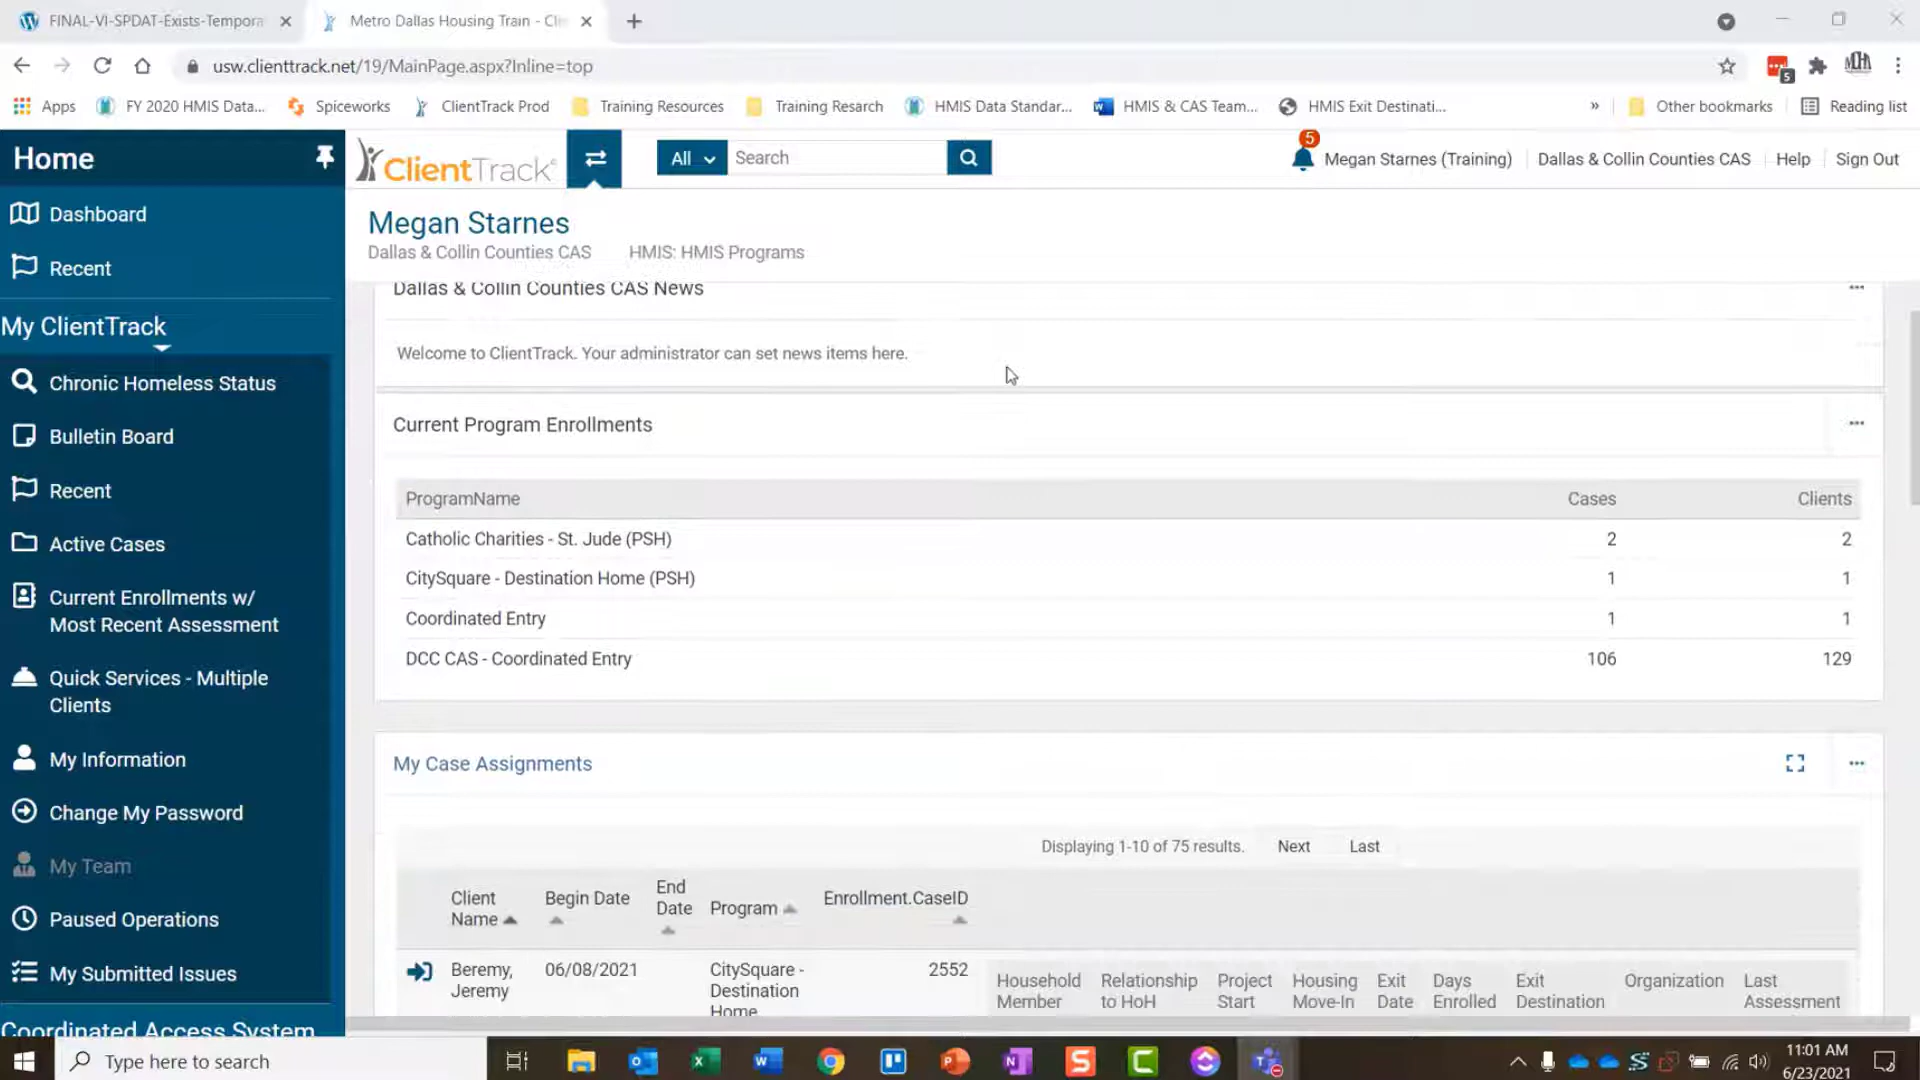 FINAL-VI-SPDAT-Exists-Tempora
Metro Dallas Housing Train - Cli
usw.clienttrack.net/19/MainPage.aspx?Inline=top
5
Apps
FY 2020 HMIS Data...
Spiceworks
ClientTrack Prod
Training Resources
Training Resarch
HMIS Data Standar...
HMIS & CAS Team...
HMIS Exit Destinati...
»
Other bookmarks
Reading list
Home
ClientTrack
All
Search
5
Megan Starnes (Training)
Dallas & Collin Counties CAS
Help
Sign Out
Dashboard
Recent
My ClientTrack
Chronic Homeless Status
Bulletin Board
Recent
Active Cases
Current Enrollments w/
Most Recent Assessment
Quick Services - Multiple
Clients
My Information
Change My Password
My Team
Paused Operations
My Submitted Issues
Coordinated Access System
Megan Starnes
Dallas & Collin Counties CAS HMIS: HMIS Programs
Dallas & Collin Counties CAS News
Welcome to ClientTrack. Your administrator can set news items here.
Current Program Enrollments
ProgramName Cases Clients
Catholic Charities - St. Jude (PSH) 2 2
CitySquare - Destination Home (PSH) 1 1
Coordinated Entry 1 1
DCC CAS - Coordinated Entry 106 129
My Case Assignments
Displaying 1-10 of 75 results. Next Last
Client
Name
Begin Date
End
Date
Program
Enrollment.CaseID
Beremy,
Jeremy
06/08/2021
CitySquare -
Destination
Home
2552
Household
Member
Relationship
to HoH
Project
Start
Housing
Move-In
Exit
Date
Days
Enrolled
Exit
Destination
Organization
Last
Assessment
Type here to search
11:01 AM
6/23/2021